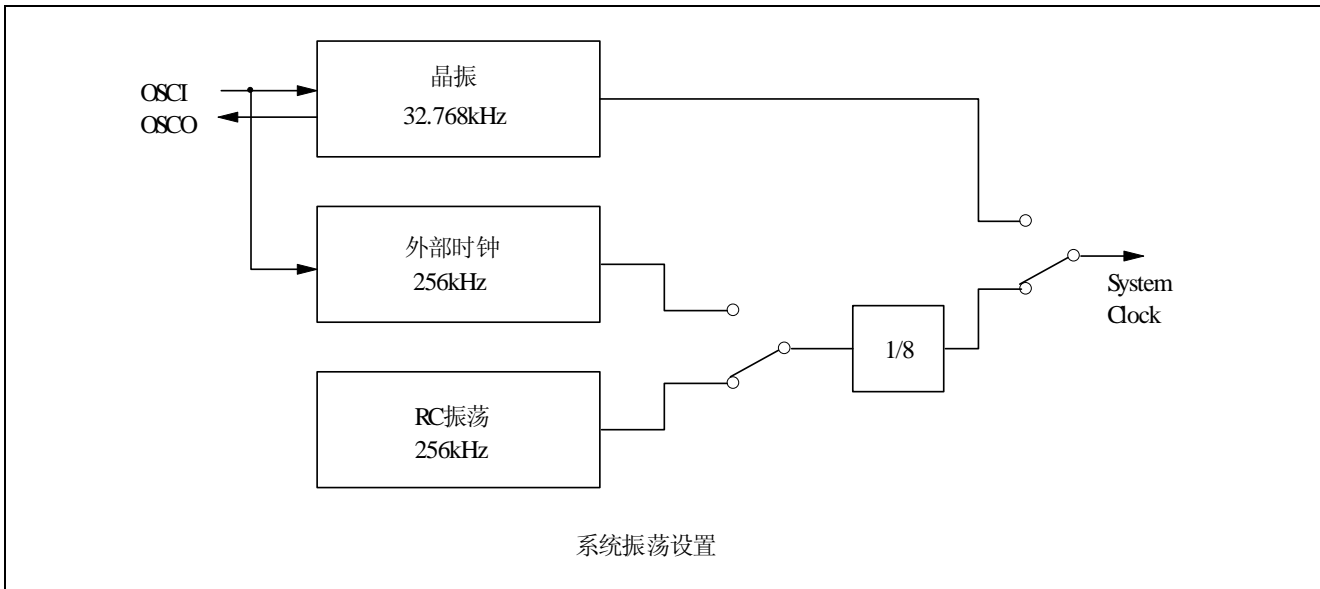 OSCI
OSCO
晶振
32.768kHz
外部时钟
256kHz
System
Clock
1/8
RC振荡
256kHz
系统振荡设置